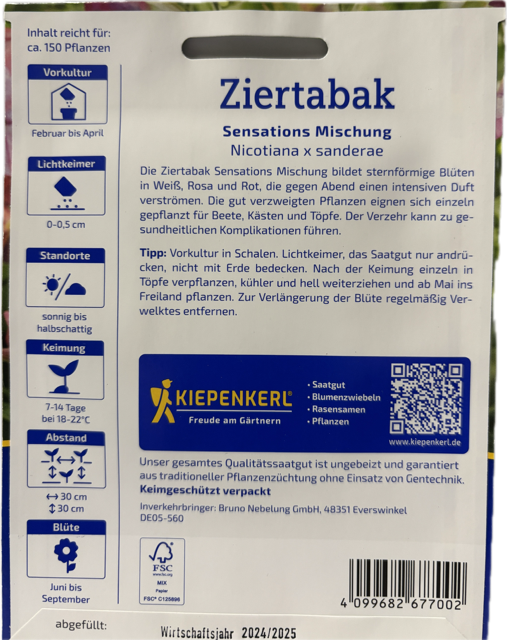 Inhalt reicht für:
ca. 150 Pflanzen
Vorkultur
Februar bis April
Lichtkeimer
0-0,5 cm
Standorte
sonnig bis
halbschattig
Keimung
7-14 Tage
bei 18-22°C
Abstand
↔ 30 cm
↕ 30 cm
Blüte
Juni bis
September
Ziertabak
Sensations Mischung
Nicotiana x sanderae
Die Ziertabak Sensations Mischung bildet sternförmige Blüten
in Weiß, Rosa und Rot, die gegen Abend einen intensiven Duft
verströmen. Die gut verzweigten Pflanzen eignen sich einzeln
gepflanzt für Beete, Kästen und Töpfe. Der Verzehr kann zu ge-
sundheitlichen Komplikationen führen.
Tipp: Vorkultur in Schalen. Lichtkeimer, das Saatgut nur andrü-
cken, nicht mit Erde bedecken. Nach der Keimung einzeln in
Töpfe verpflanzen, kühler und hell weiterziehen und ab Mai ins
Freiland pflanzen. Zur Verlängerung der Blüte regelmäßig Ver-
welktes entfernen.
KIEPENKERL®
Freude am Gärtnern
• Saatgut
• Blumenzwiebeln
• Rasensamen
• Pflanzen
www.kiepenkerl.de
Unser gesamtes Qualitätssaatgut ist ungebeizt und garantiert
aus traditioneller Pflanzenzüchtung ohne Einsatz von Gentechnik.
Keimgeschützt verpackt
Inverkehrbringer: Bruno Nebelung GmbH, 48351 Everswinkel
DE05-560
FSC
www.fsc.org
MIX
Papier
FSC® C125896
4 099682 677002
abgefüllt:
Wirtschaftsjahr 2024/2025